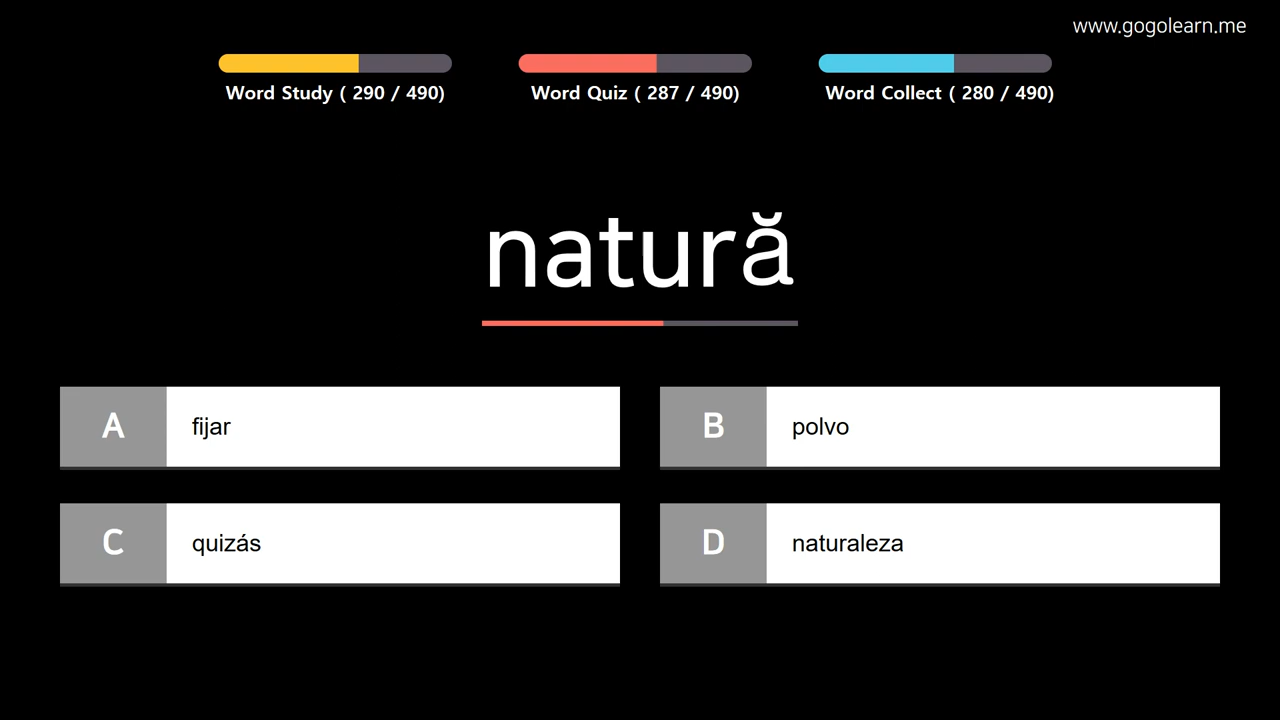 www.gogolearn.me
Word Study ( 290 / 490)
Word Quiz ( 287 / 490)
Word Collect ( 280 / 490)
natură
A fijar
B polvo
C quizás
D naturaleza